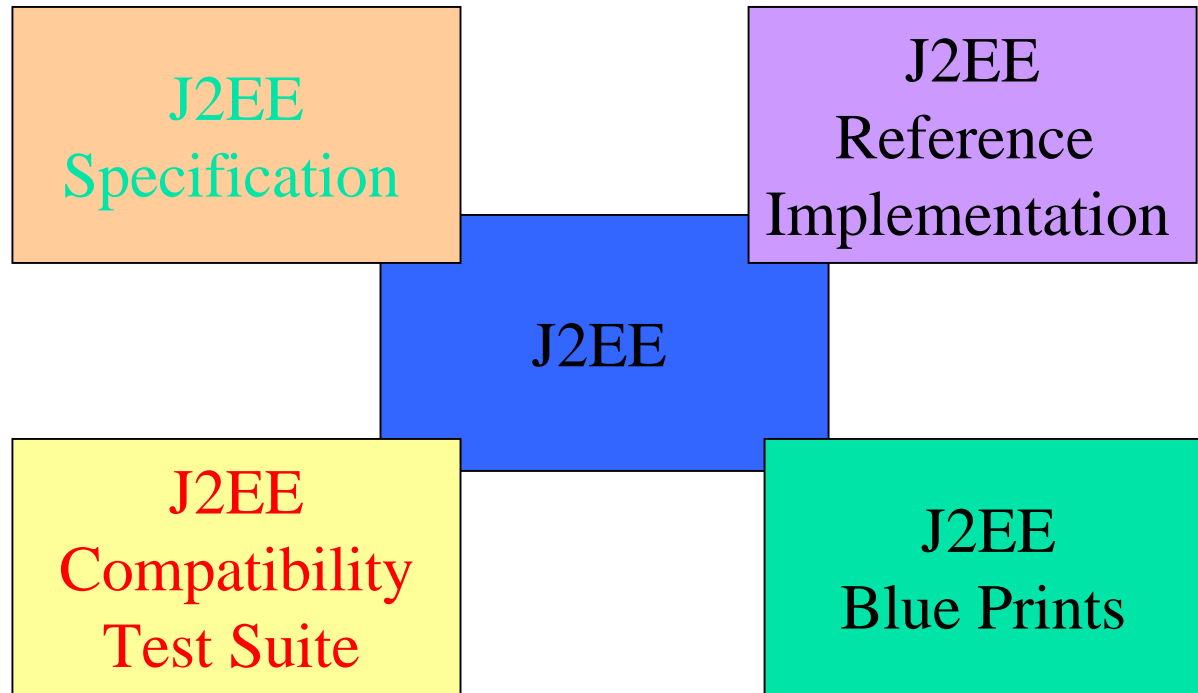 J2EE
Specification
J2EE
Reference
Implementation
J2EE
J2EE
Compatibility
Test Suite
J2EE
Blue Prints